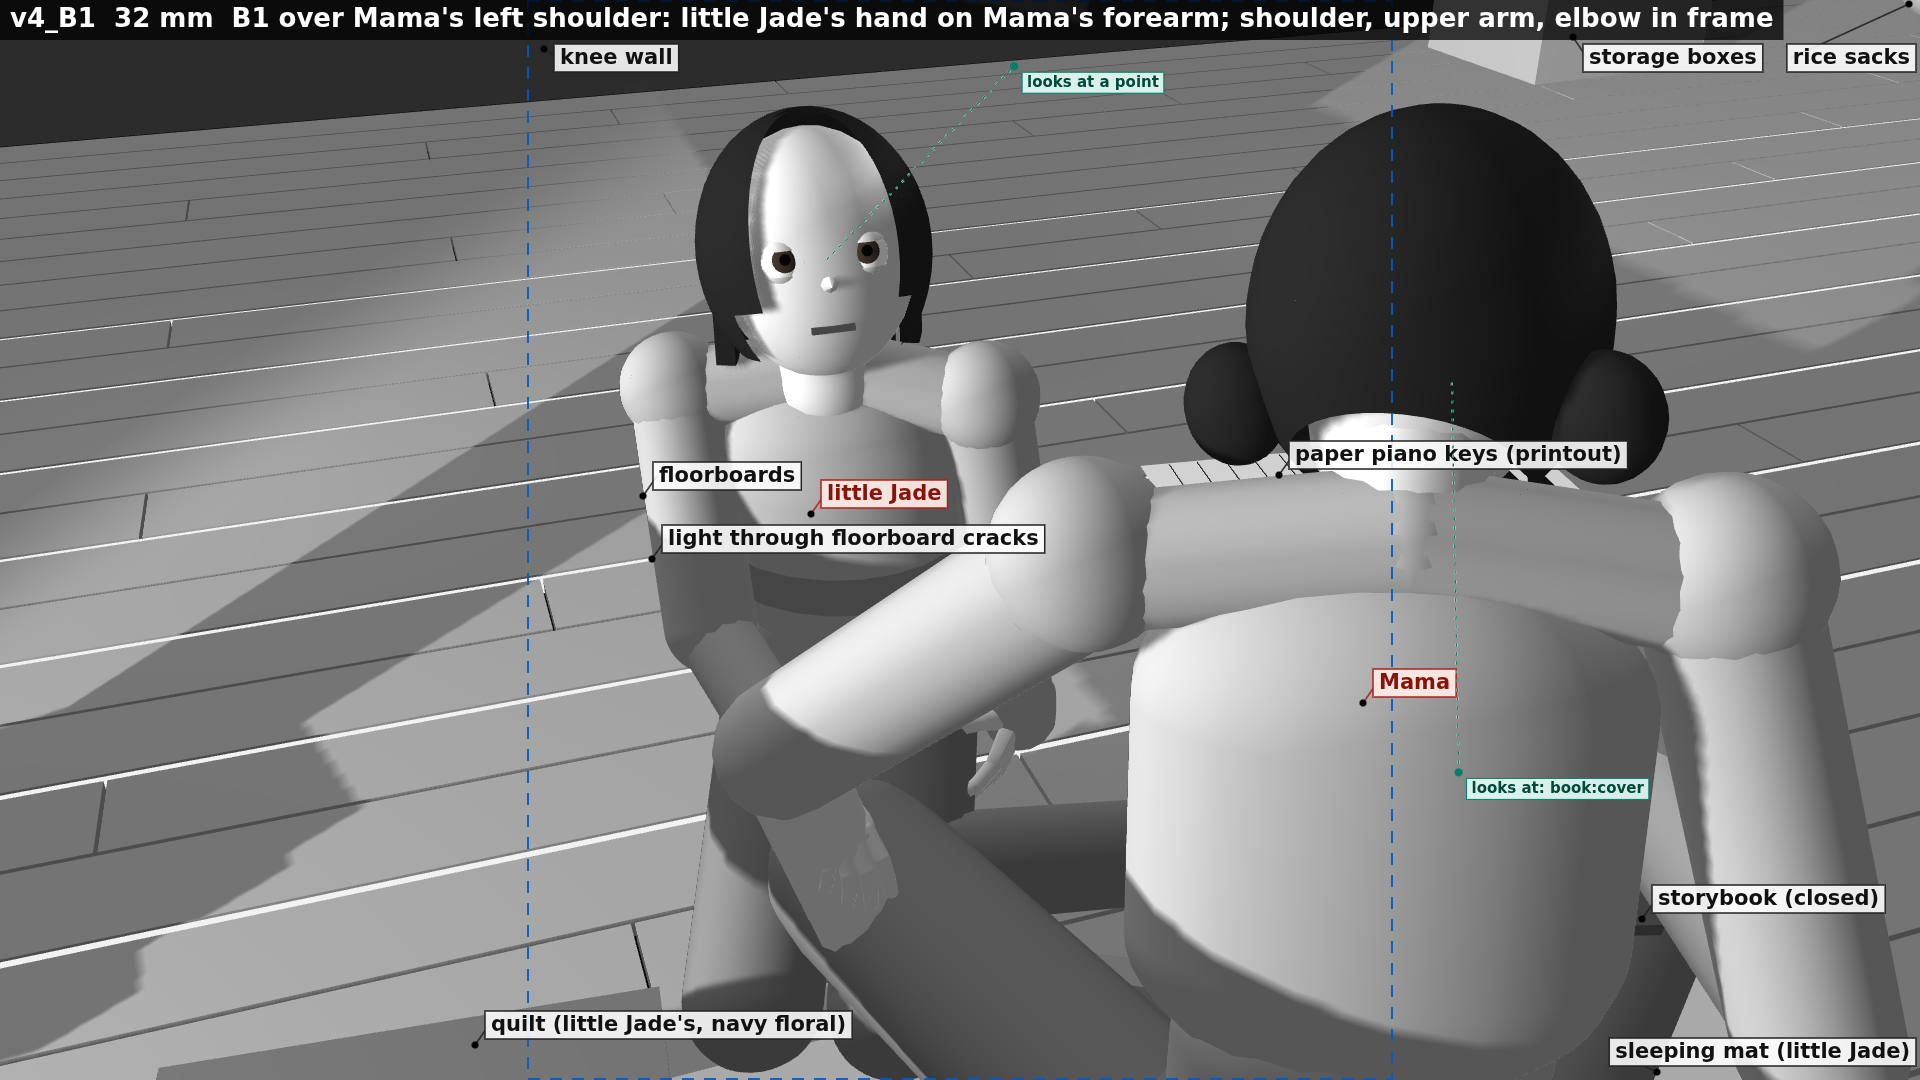 v4_B1 32 mm B1 over Mama's left shoulder: little Jade's hand on Mama's forearm; shoulder, upper arm, elbow in frame
knee wall
storage boxes
rice sacks
looks at a point
paper piano keys (printout)
floorboards
little Jade
light through floorboard cracks
Mama
looks at: book:cover
storybook (closed)
quilt (little Jade's, navy floral)
sleeping mat (little Jade)